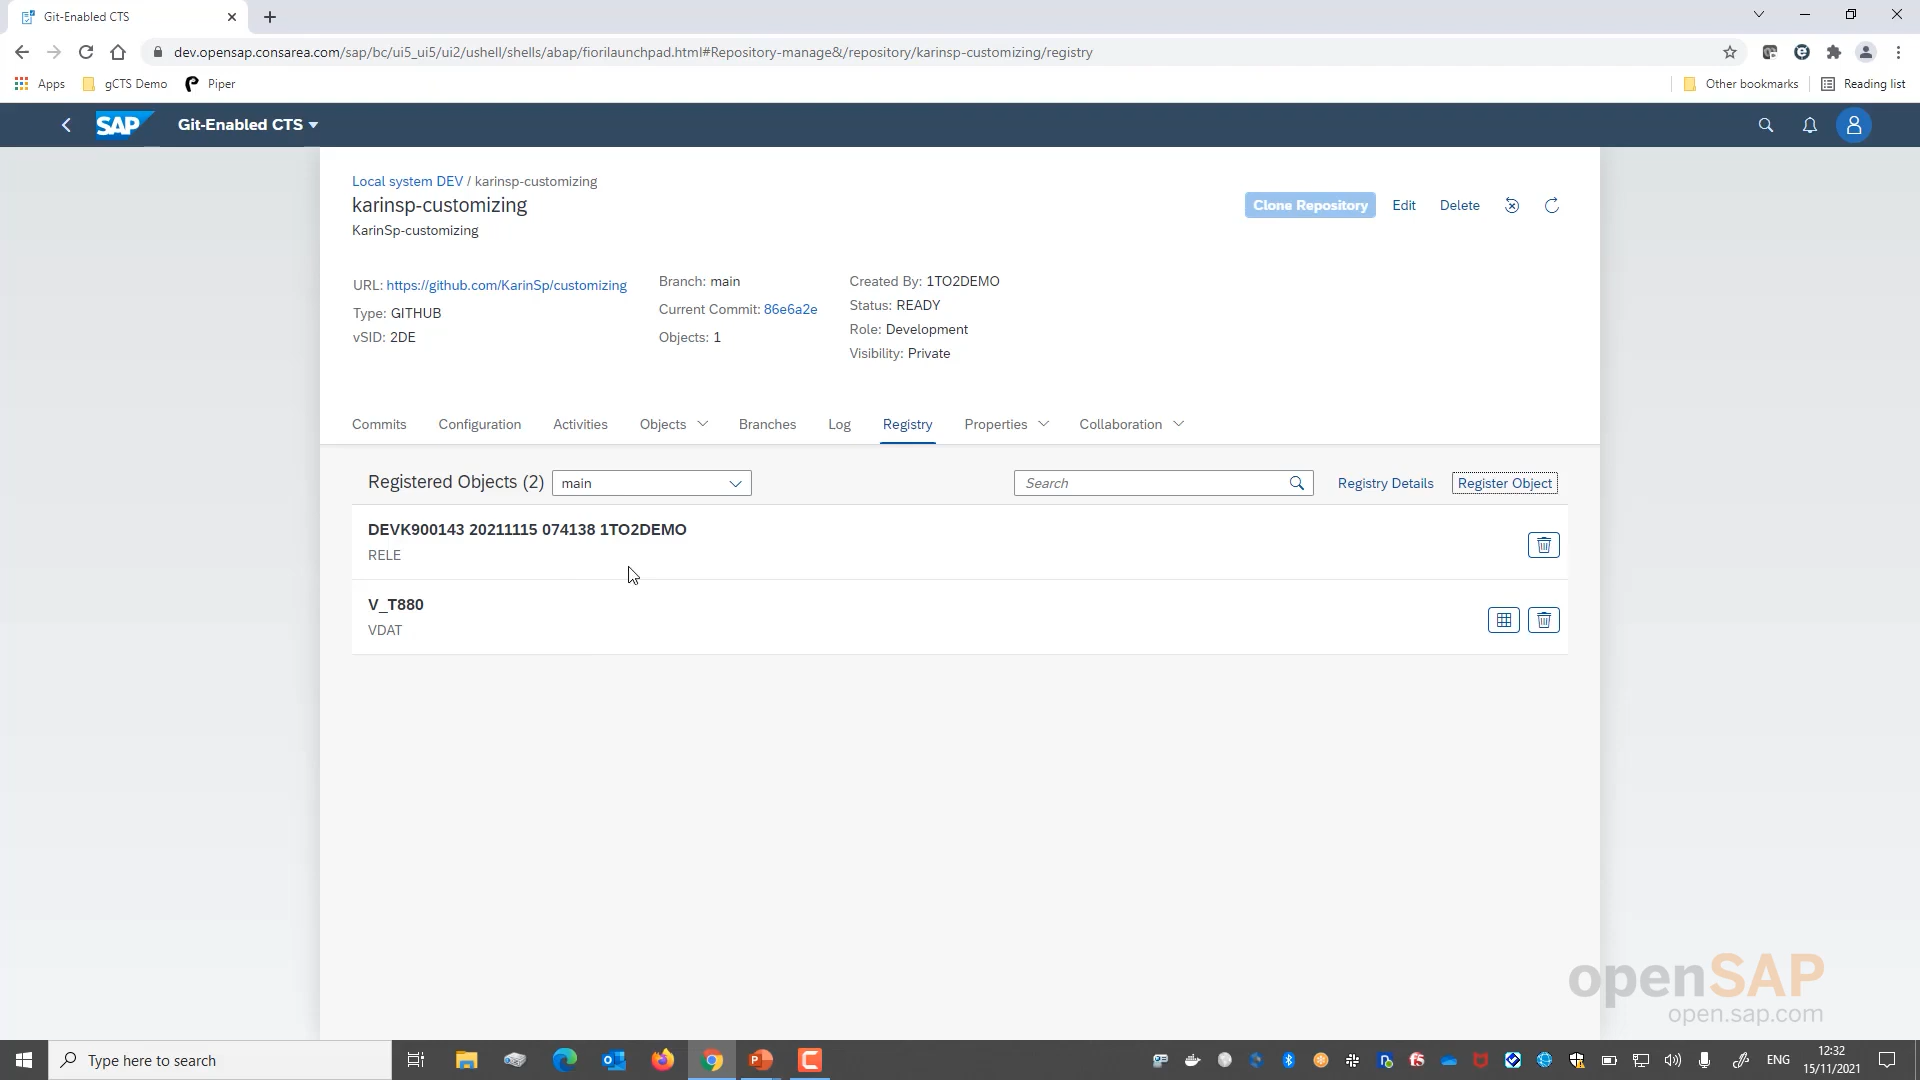 Git-Enabled CTS
dev.opensap.consarea.com/sap/bc/ui5_ui5/ui2/ushell/shells/abap/fiorilaunchpad.html#Repository-manage&/repository/karinsp-customizing/registry
Apps gCTS Demo Piper Other bookmarks Reading list
SAP Git-Enabled CTS
Local system DEV / karinsp-customizing
karinsp-customizing
KarinSp-customizing
Clone Repository Edit Delete
URL: https://github.com/KarinSp/customizing
Type: GITHUB
vSID: 2DE
Branch: main
Current Commit: 86e6a2e
Objects: 1
Created By: 1TO2DEMO
Status: READY
Role: Development
Visibility: Private
Commits Configuration Activities Objects Branches Log Registry Properties Collaboration
Registered Objects (2) main Search Registry Details Register Object
DEVK900143 20211115 074138 1TO2DEMO
RELE
V_T880
VDAT
openSAP
open.sap.com
Type here to search
ENG
12:32
15/11/2021